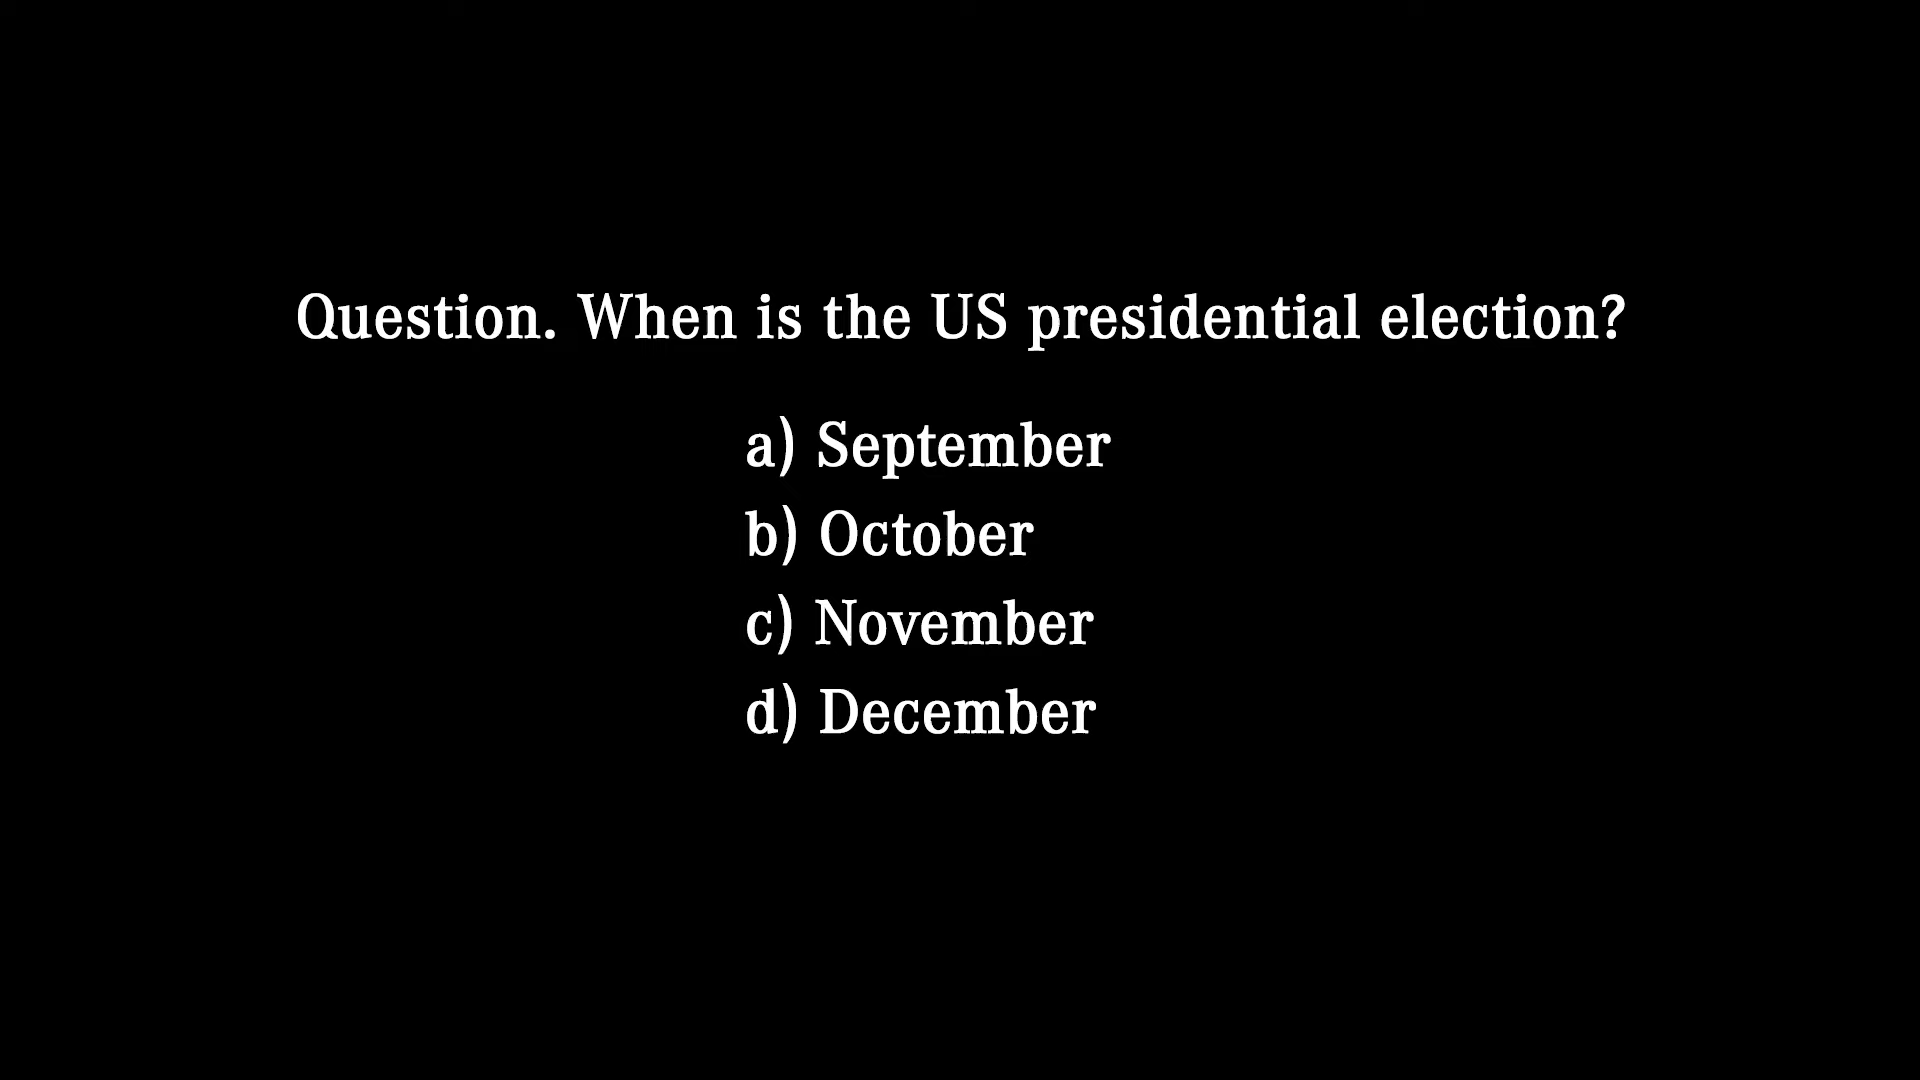 Question. When is the US presidential election?
a) September
b) October
c) November
d) December